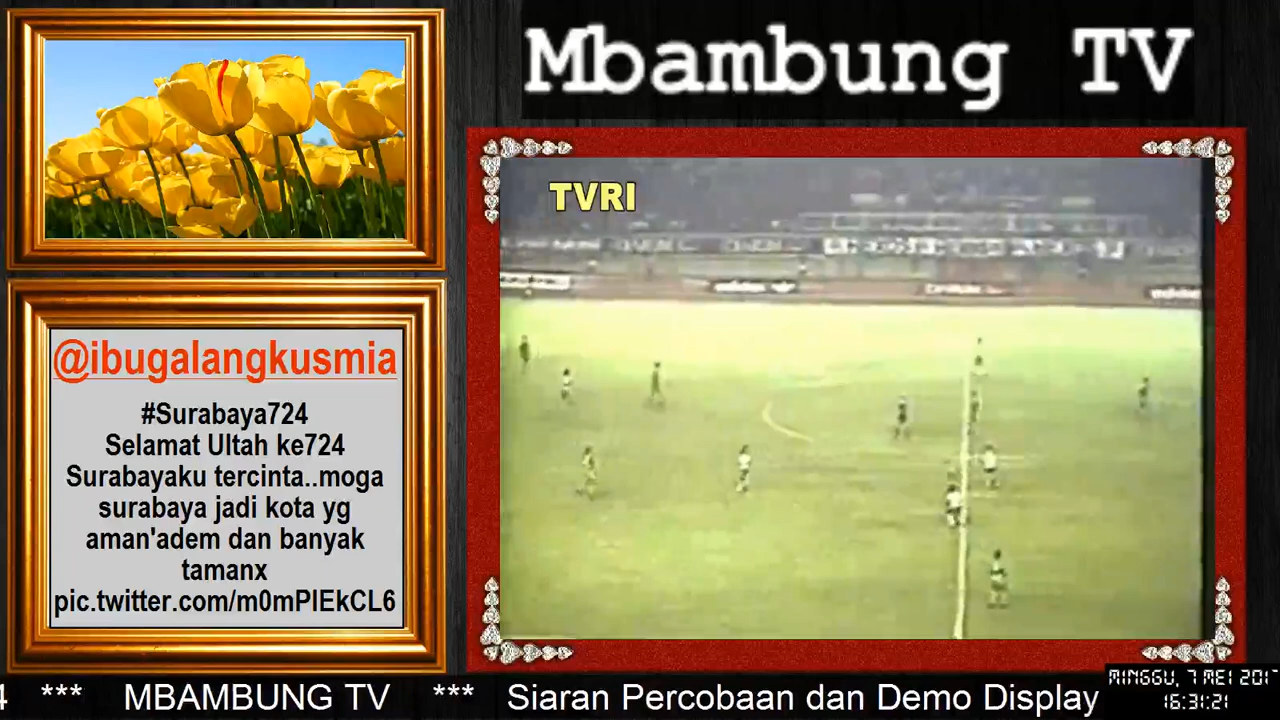 Mbambung TV
TVRI
@ibugalangkusmia
#Surabaya724
Selamat Ultah ke724
Surabayaku tercinta..moga
surabaya jadi kota yg
aman'adem dan banyak
tamanx
pic.twitter.com/m0mPIEkCL6
4 *** MBAMBUNG TV *** Siaran Percobaan dan Demo Display
MINGGU, 7 MEI 2017
16:31:21